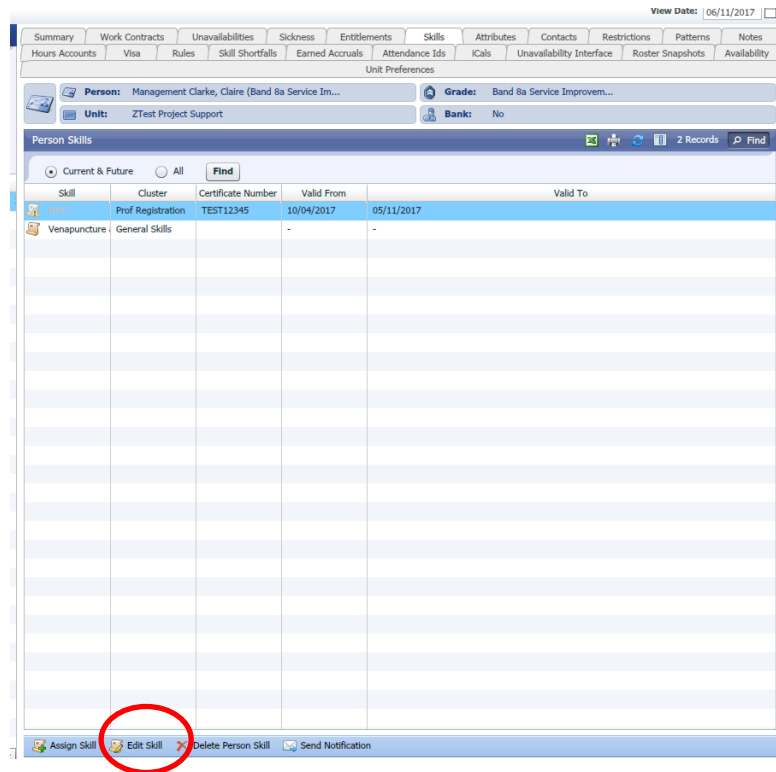 View Date: 06/11/2017
Summary Work Contracts Unavailabilities Sickness Entitlements Skills Attributes Contacts Restrictions Patterns Notes
Hours Accounts Visa Rules Skill Shortfalls Earned Accruals Attendance Ids iCals Unavailability Interface Roster Snapshots Availability
Unit Preferences
Person: Management Clarke, Claire (Band 8a Service Im... Grade: Band 8a Service Improvem...
Unit: ZTest Project Support Bank: No
Person Skills 2 Records Find
Current & Future All Find
Skill Cluster Certificate Number Valid From Valid To
Prof Registration TEST12345 10/04/2017 05/11/2017
Venapuncture a General Skills - -
Assign Skill Edit Skill Delete Person Skill Send Notification